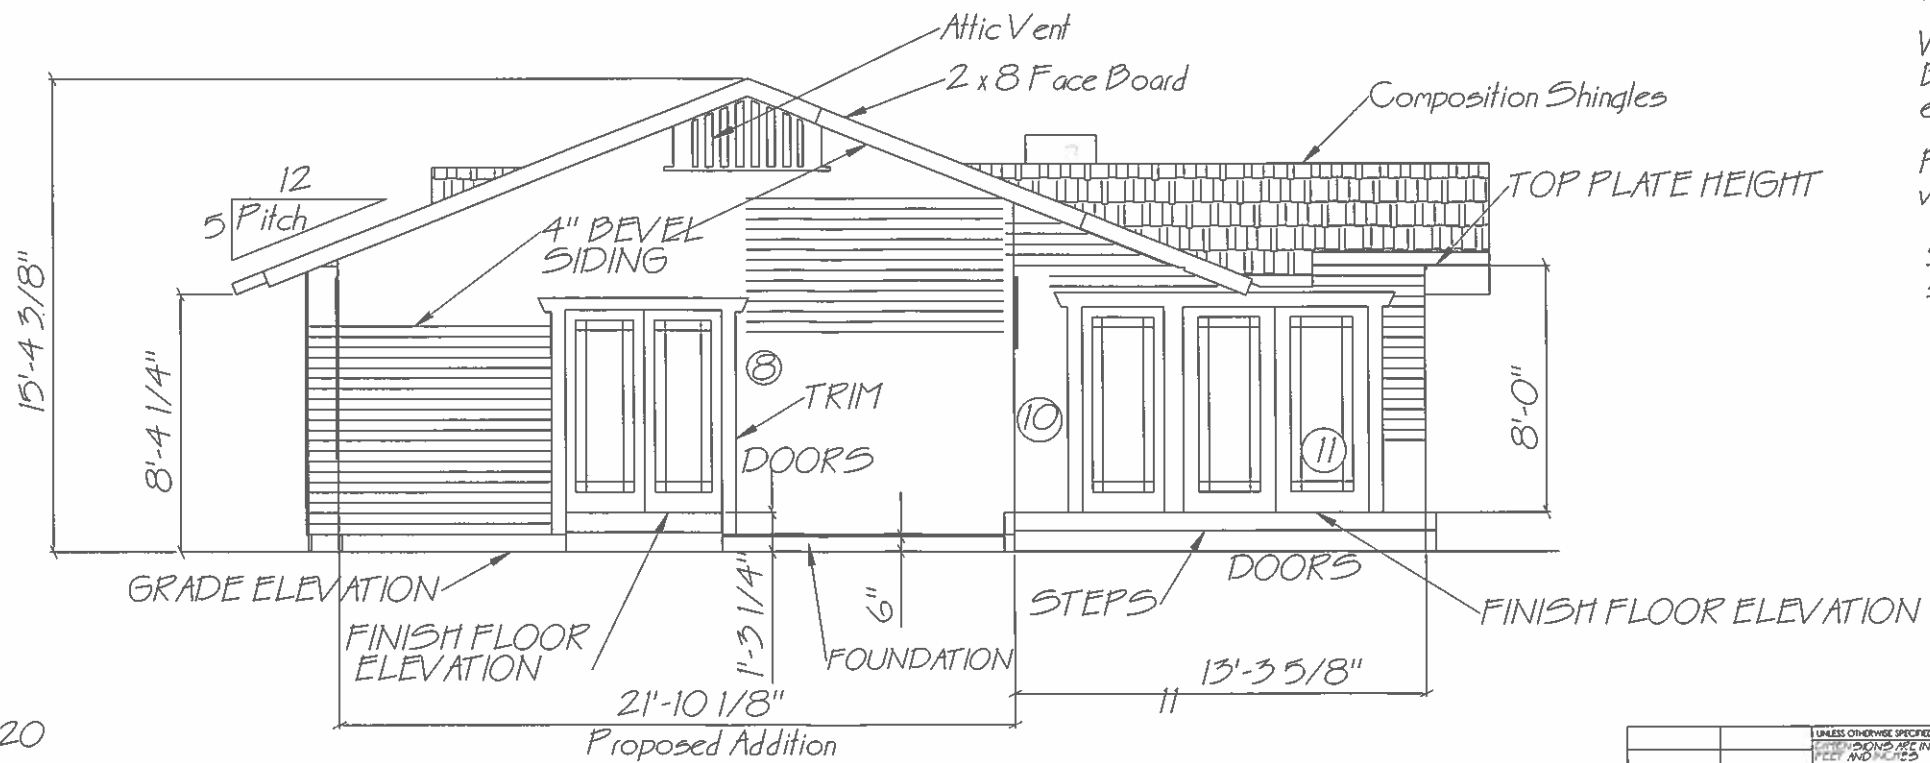 Attic Vent
2 x 8 Face Board
Composition Shingles
TOP PLATE HEIGHT
12
5 Pitch
4" BEVEL
SIDING
15'-4 3/8"
8'-4 1/4"
8
TRIM
DOORS
10
11
8'-0"
GRADE ELEVATION
FINISH FLOOR
ELEVATION
1'-3 1/4"
6"
FOUNDATION
STEPS
DOORS
FINISH FLOOR ELEVATION
21'-10 1/8"
Proposed Addition
13'-3 5/8"
11
20
UNLESS OTHERWISE SPECIFIED
DIMENSIONS ARE IN
FEET AND INCHES